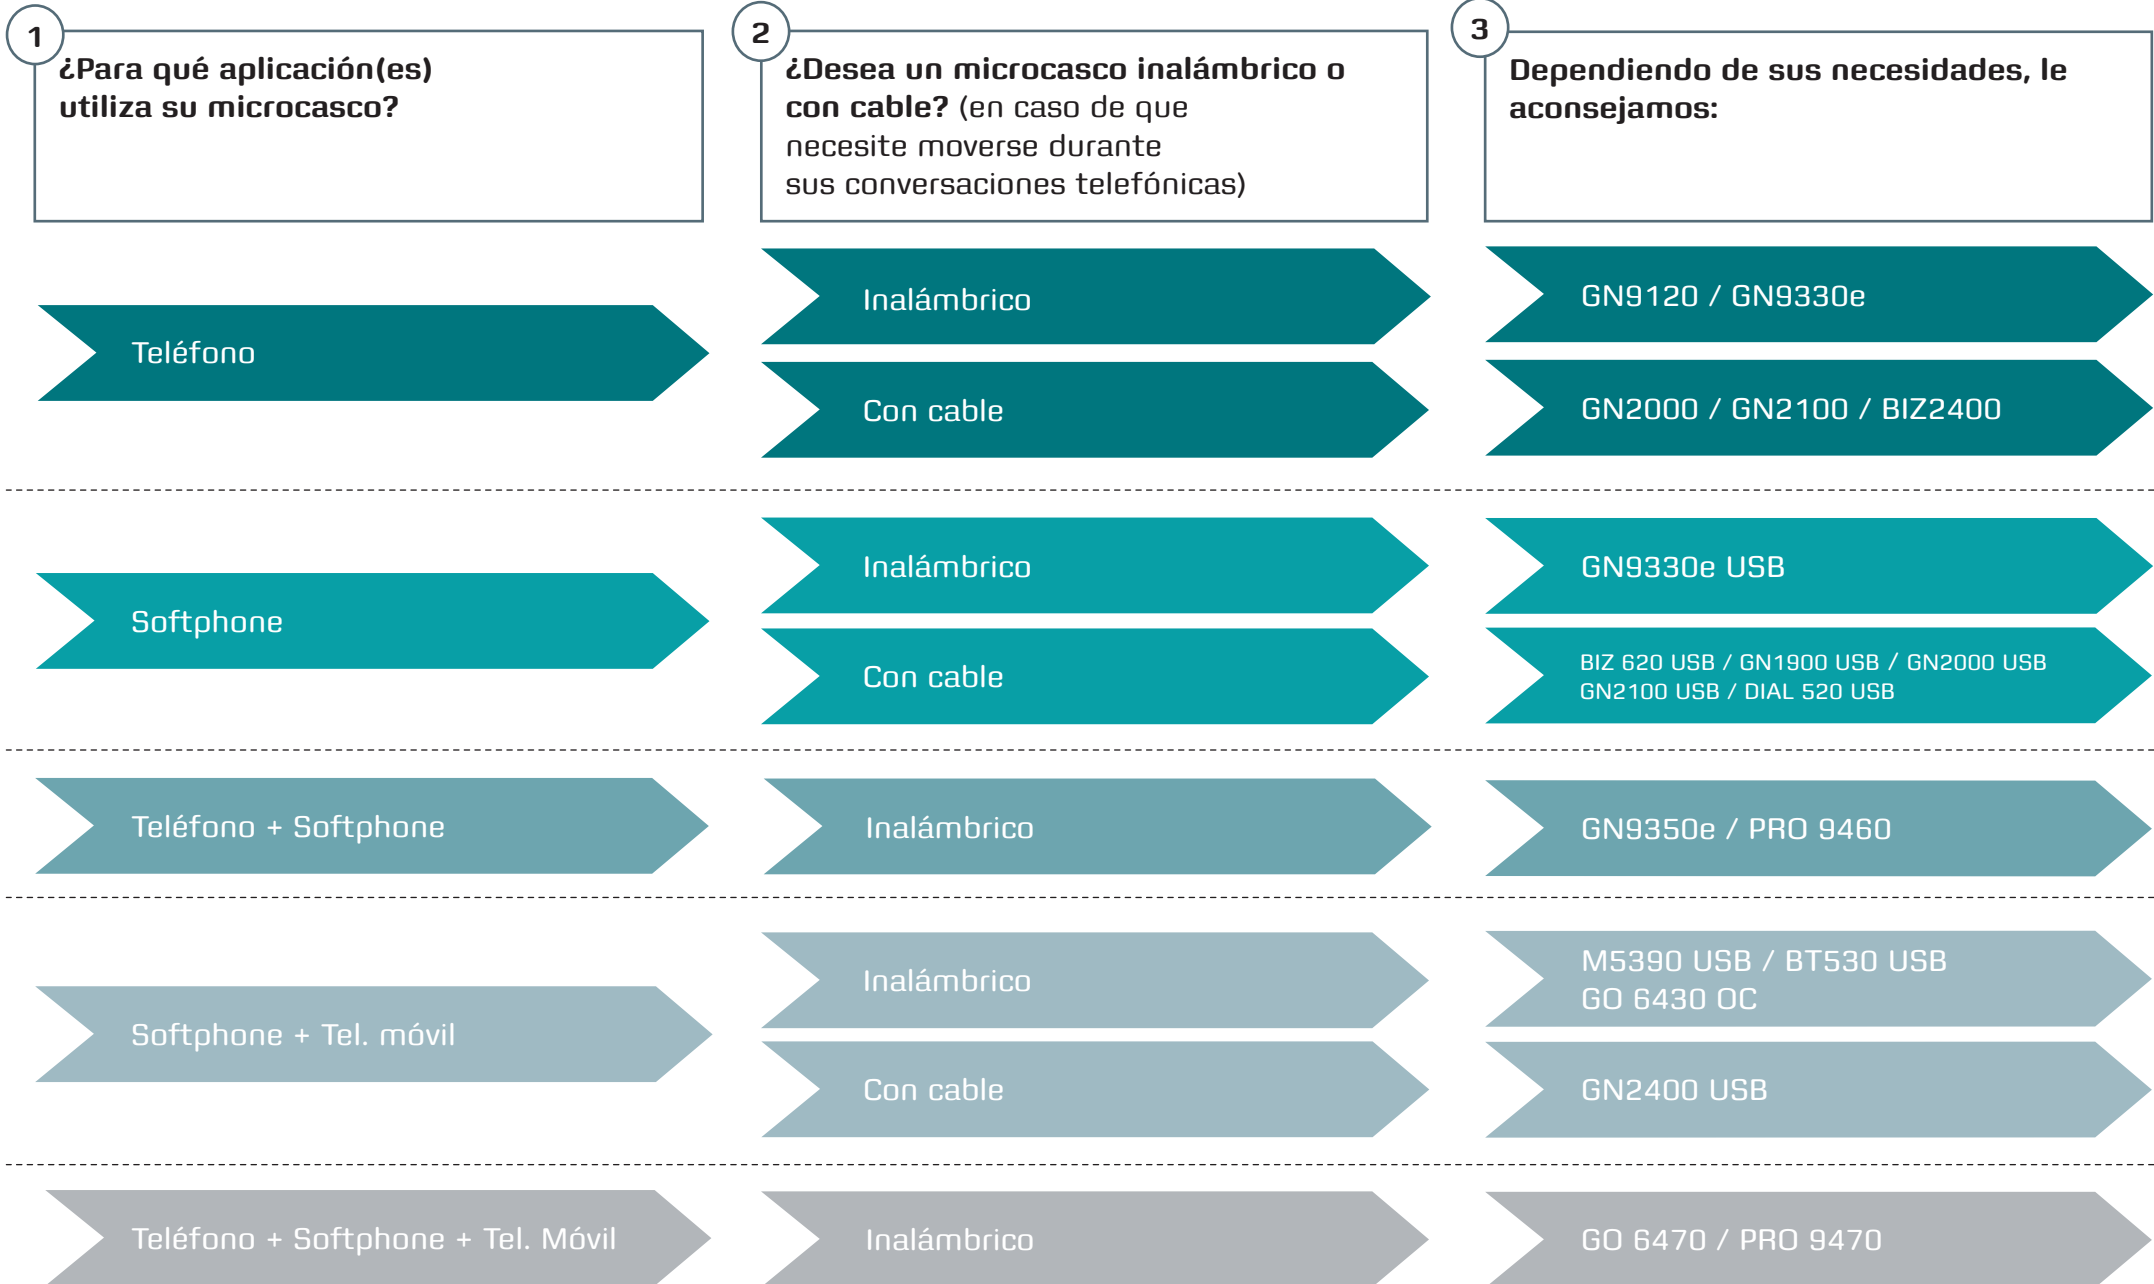 1
¿Para qué aplicación(es)
utiliza su microcasco?
2
¿Desea un microcasco inalámbrico o
con cable? (en caso de que
necesite moverse durante
sus conversaciones telefónicas)
3
Dependiendo de sus necesidades, le
aconsejamos:
Teléfono
Inalámbrico
GN9120 / GN9330e
Con cable
GN2000 / GN2100 / BIZ2400
Softphone
Inalámbrico
GN9330e USB
Con cable
BIZ 620 USB / GN1900 USB / GN2000 USB
GN2100 USB / DIAL 520 USB
Teléfono + Softphone
Inalámbrico
GN9350e / PRO 9460
Softphone + Tel. móvil
Inalámbrico
M5390 USB / BT530 USB
GO 6430 OC
Con cable
GN2400 USB
Teléfono + Softphone + Tel. Móvil
Inalámbrico
GO 6470 / PRO 9470